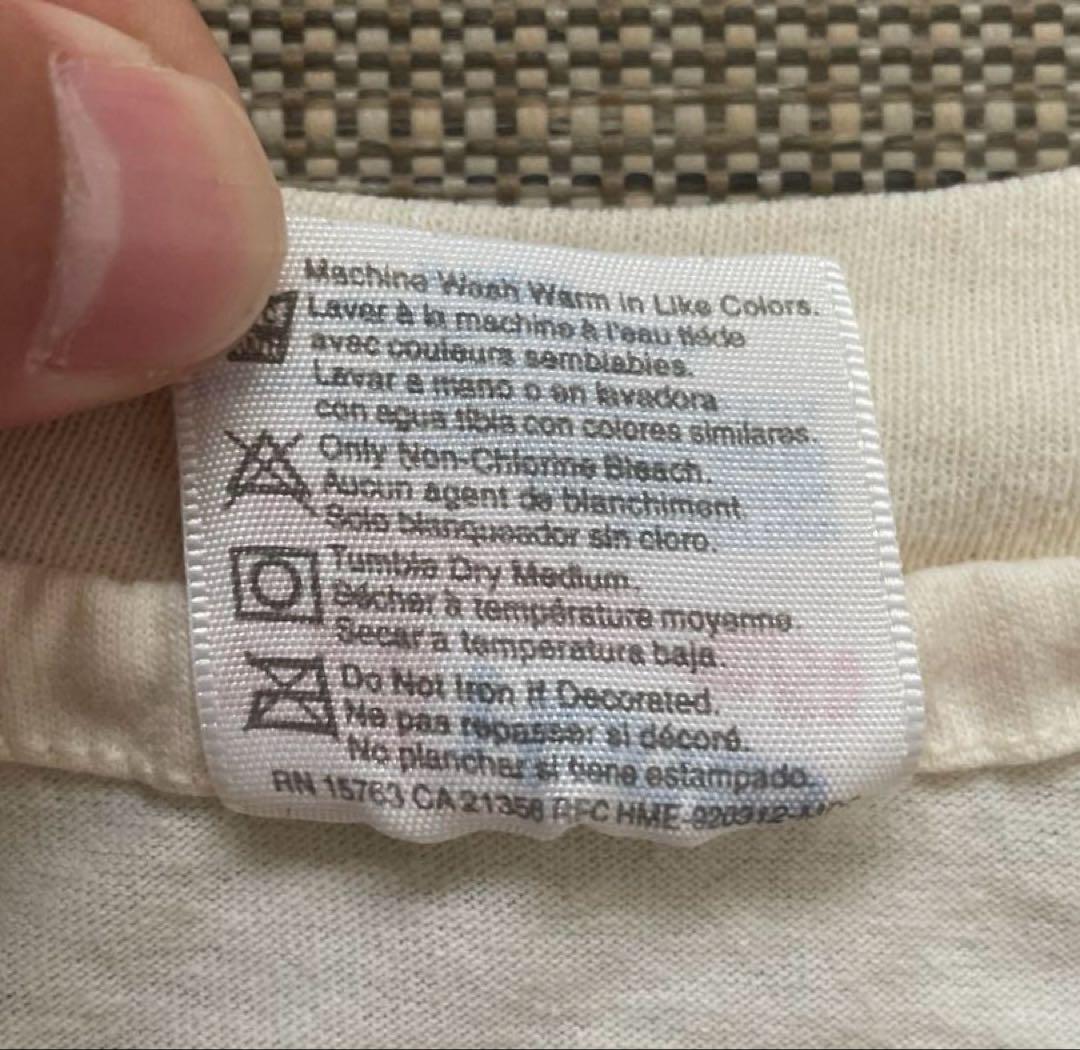 Machine Wash Warm in Like Colors.
Laver à la machine à l'eau tiède
avec couleurs semblables.
Lavar a mano o en lavadora
con agua tibia con colores similares.
Only Non-Chlorine Bleach.
Aucun agent de blanchiment.
Solo blanqueador sin cloro.
Tumble Dry Medium.
Sécher à température moyenne.
Secar a temperatura baja.
Do Not Iron if Decorated.
Ne pas repasser si décoré.
No planchar si tiene estampado.
RN 15763 CA 21356 RFC HME-920312-